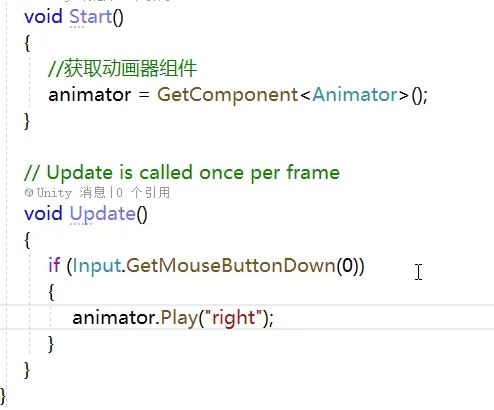 void Start()
{
//获取动画器组件
animator = GetComponent<Animator>();
}
// Update is called once per frame
Unity 消息|0 个引用
void Update()
{
if (Input.GetMouseButtonDown(0))
{
animator.Play("right");
}
}
}